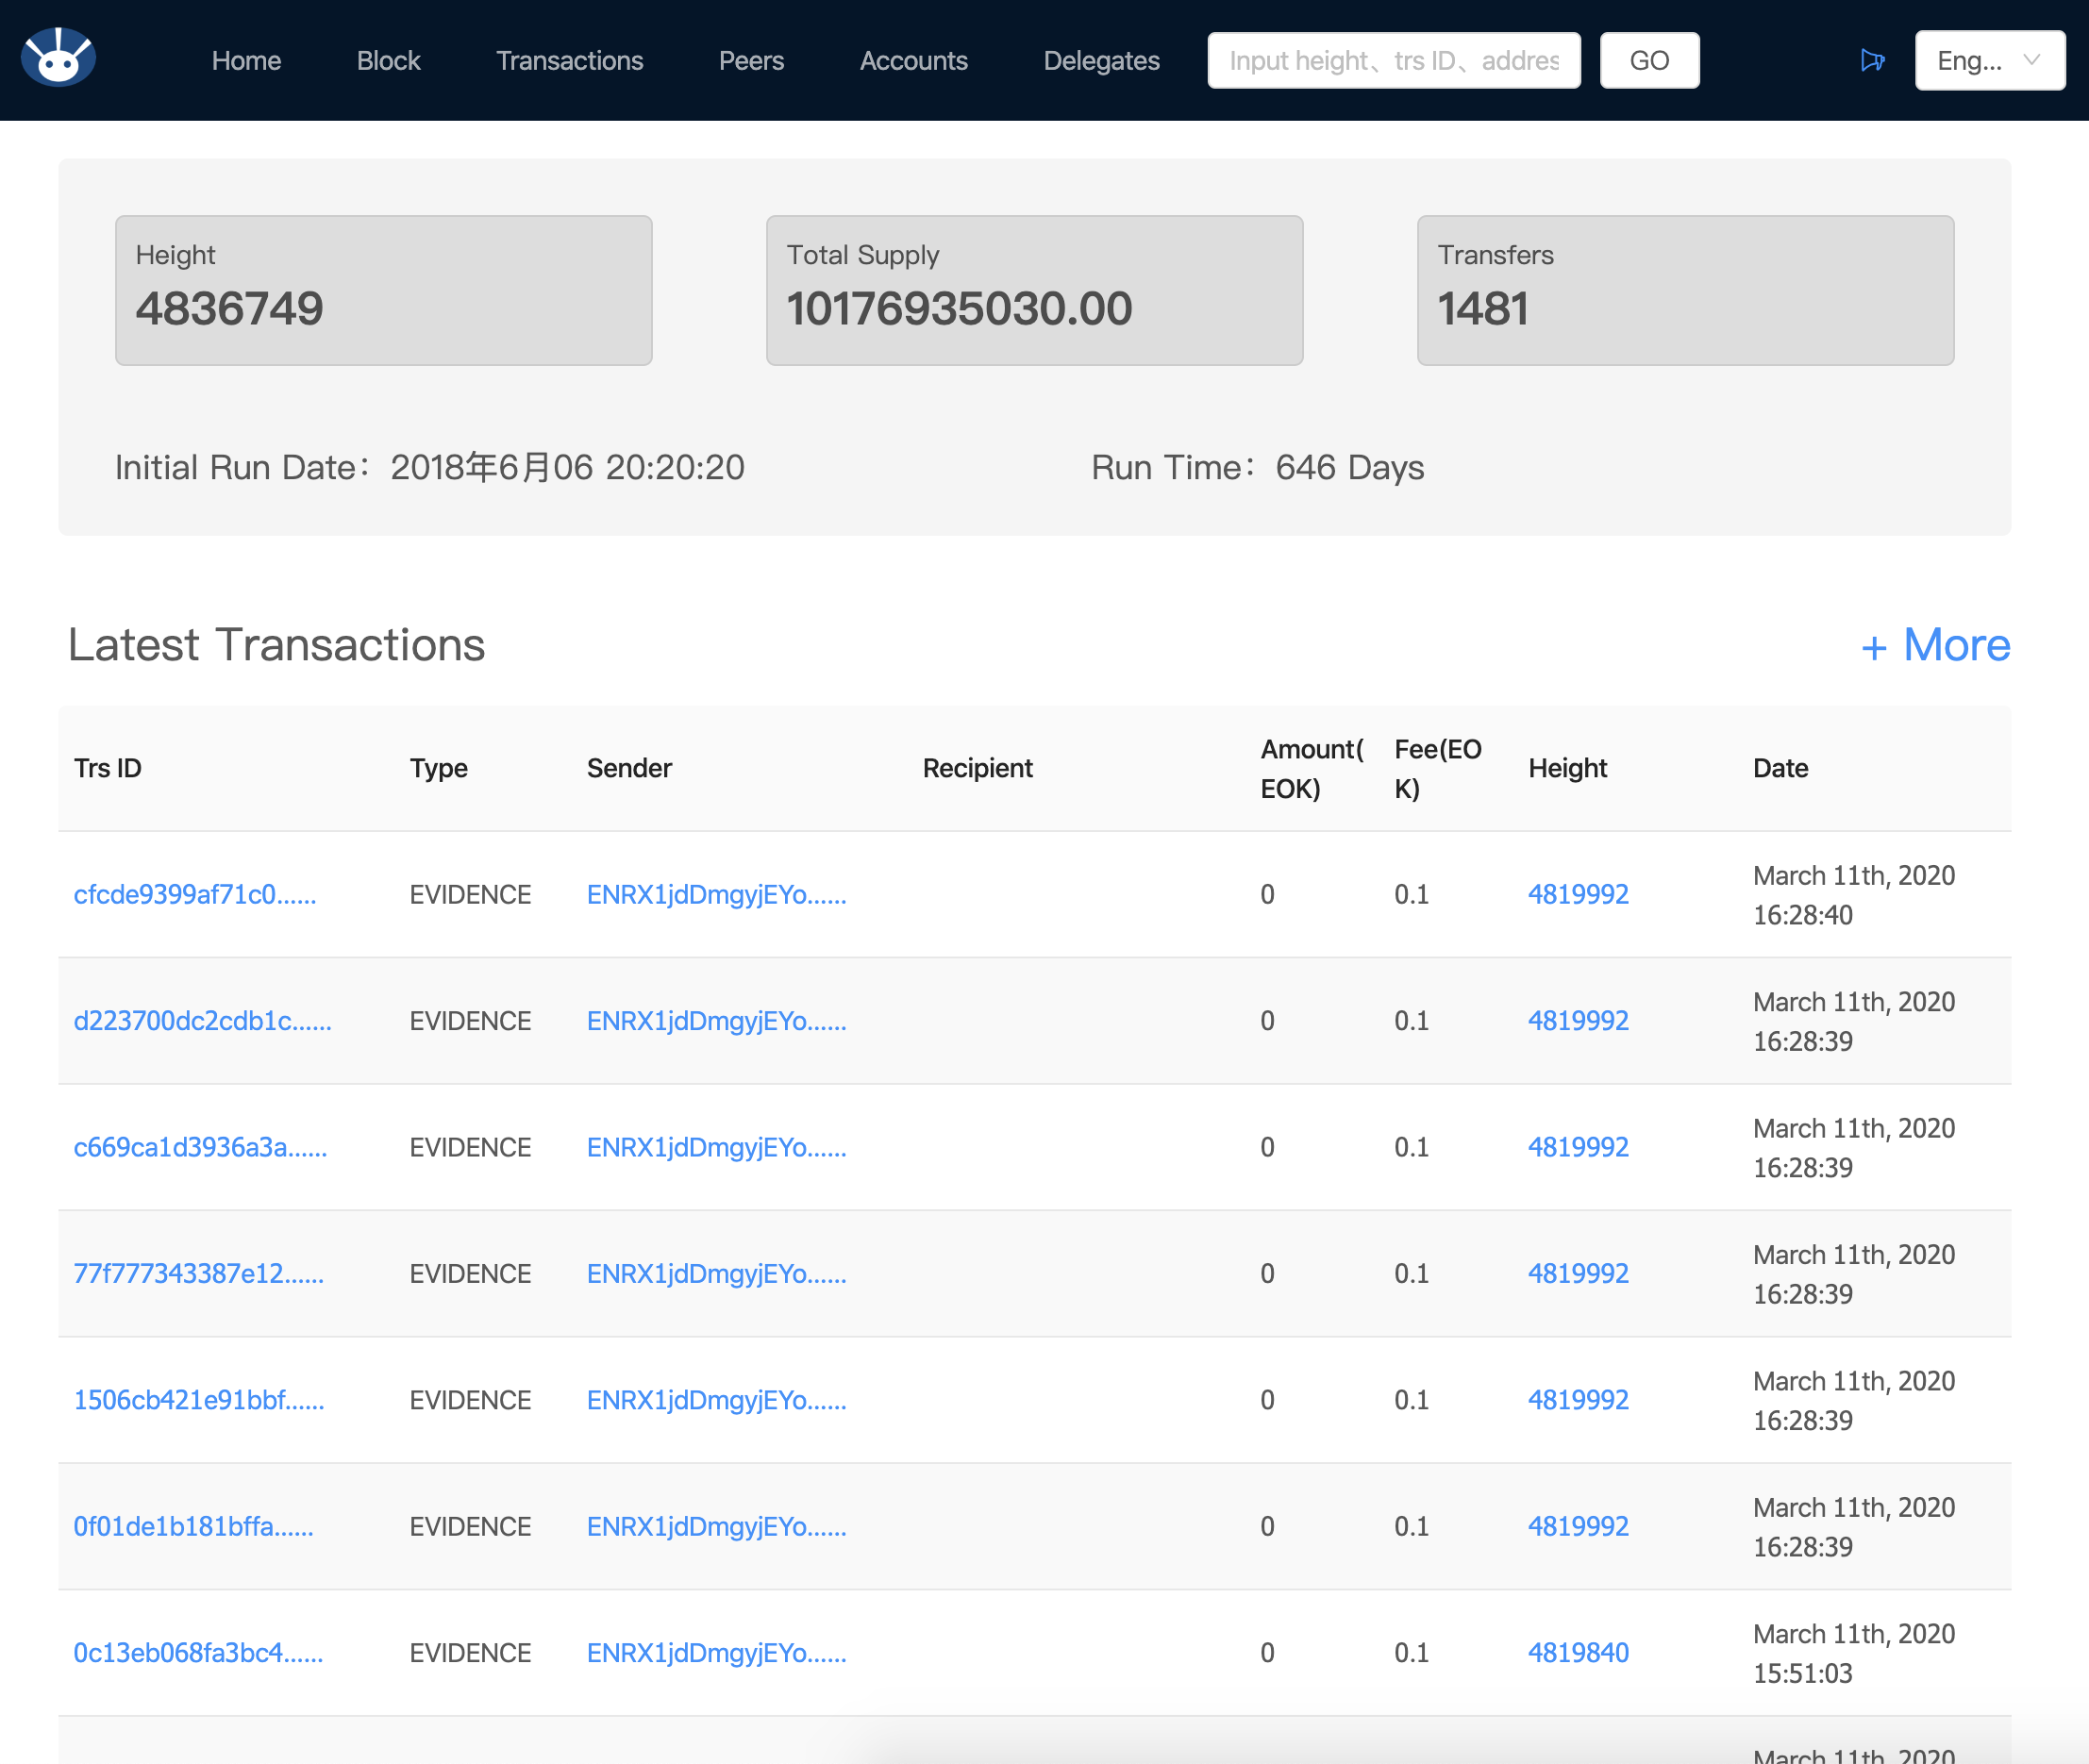 Home Block Transactions Peers Accounts Delegates Input height、trs ID、addres GO Eng...
Height
4836749
Total Supply
10176935030.00
Transfers
1481
Initial Run Date：2018年6月06 20:20:20
Run Time：646 Days
Latest Transactions
+ More
Trs ID Type Sender Recipient Amount(EOK) Fee(EOK) Height Date
cfcde9399af71c0...... EVIDENCE ENRX1jdDmgyjEYo...... 0 0.1 4819992 March 11th, 2020
16:28:40
d223700dc2cdb1c...... EVIDENCE ENRX1jdDmgyjEYo...... 0 0.1 4819992 March 11th, 2020
16:28:39
c669ca1d3936a3a...... EVIDENCE ENRX1jdDmgyjEYo...... 0 0.1 4819992 March 11th, 2020
16:28:39
77f777343387e12...... EVIDENCE ENRX1jdDmgyjEYo...... 0 0.1 4819992 March 11th, 2020
16:28:39
1506cb421e91bbf...... EVIDENCE ENRX1jdDmgyjEYo...... 0 0.1 4819992 March 11th, 2020
16:28:39
0f01de1b181bffa...... EVIDENCE ENRX1jdDmgyjEYo...... 0 0.1 4819992 March 11th, 2020
16:28:39
0c13eb068fa3bc4...... EVIDENCE ENRX1jdDmgyjEYo...... 0 0.1 4819840 March 11th, 2020
15:51:03
March 11th, 2020